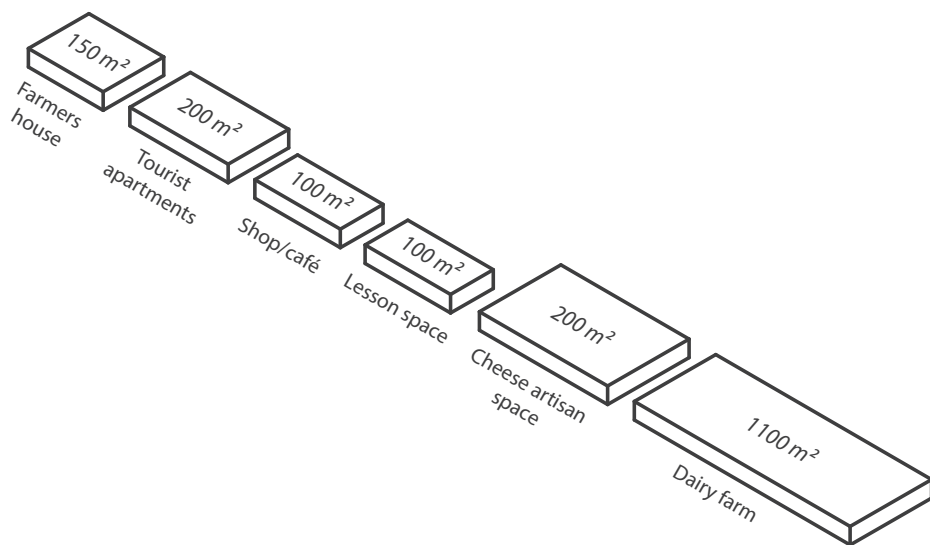 150 m²
Farmers
house
200 m²
Tourist
apartments
100 m²
Shop/café
100 m²
Lesson space
200 m²
Cheese artisan
space
1100 m²
Dairy farm